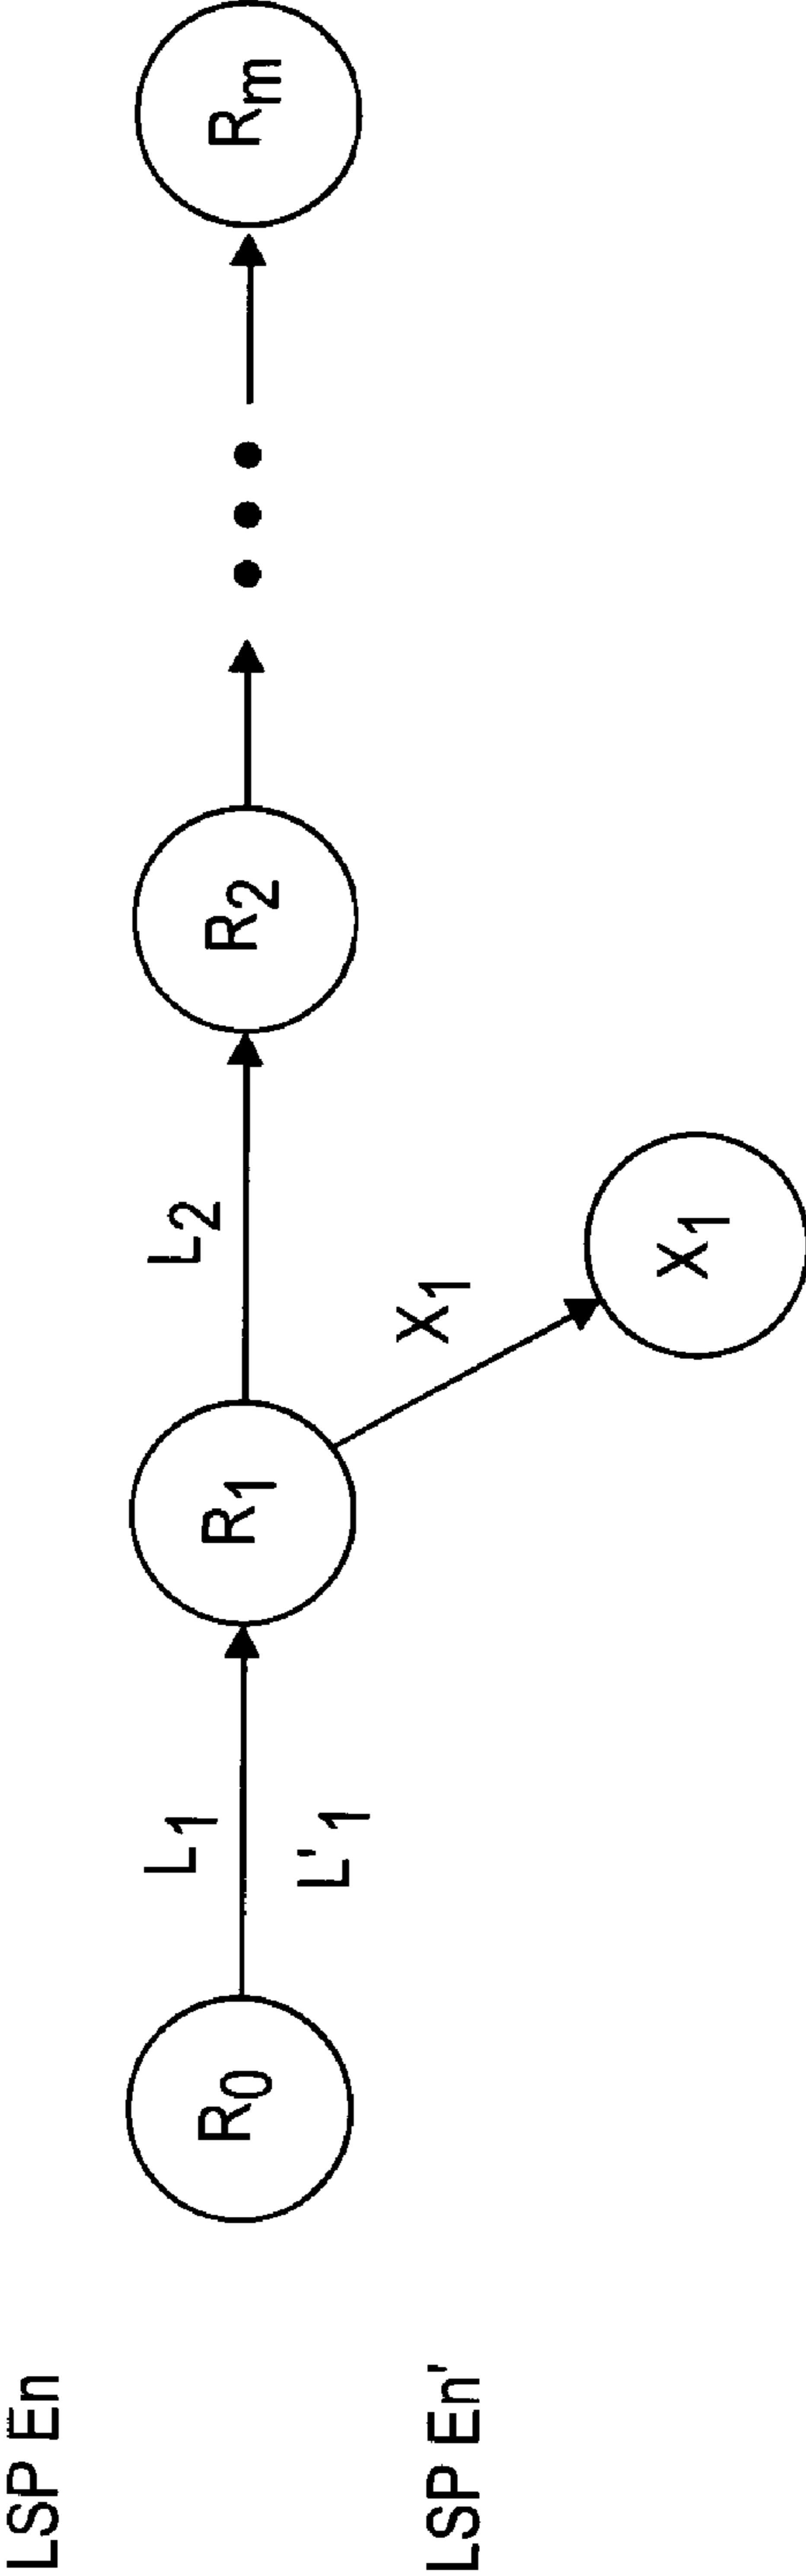 LSP En
L₁
L₂
R₀
R₁
R₂
Rₘ
L'₁
X₁
LSP En'
X₁